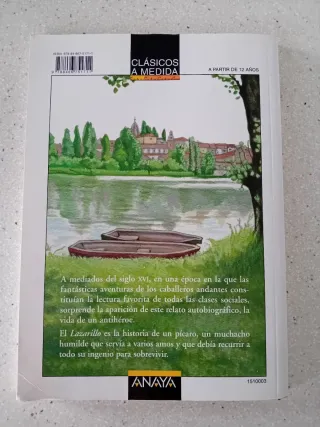 CLÁSICOS
A MEDIDA
A PARTIR DE 12 AÑOS
A mediados del siglo XVI, en una época en la que las
fantásticas aventuras de los caballeros andantes cons-
tituían la lectura favorita de todas las clases sociales,
sorprende la aparición de este relato autobiográfico, la
vida de un antihéroe.
El Lazarillo es la historia de un pícaro, un muchacho
humilde que servía a varios amos y que debía recurrir a
todo su ingenio para sobrevivir.
ANAYA
1510003